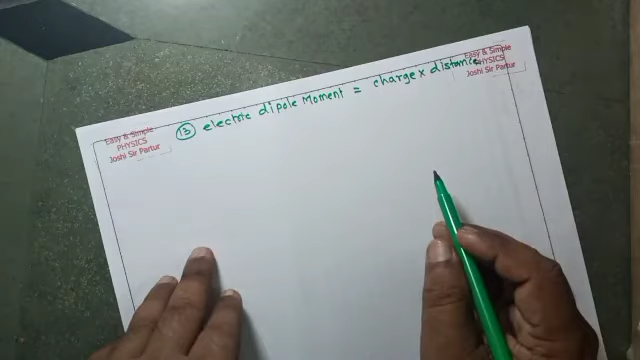 Easy & Simple
PHYSICS
Joshi Sir Partur
(13) electric dipole Moment = charge x distance
Easy & Simple
PHYSICS
Joshi Sir Partur